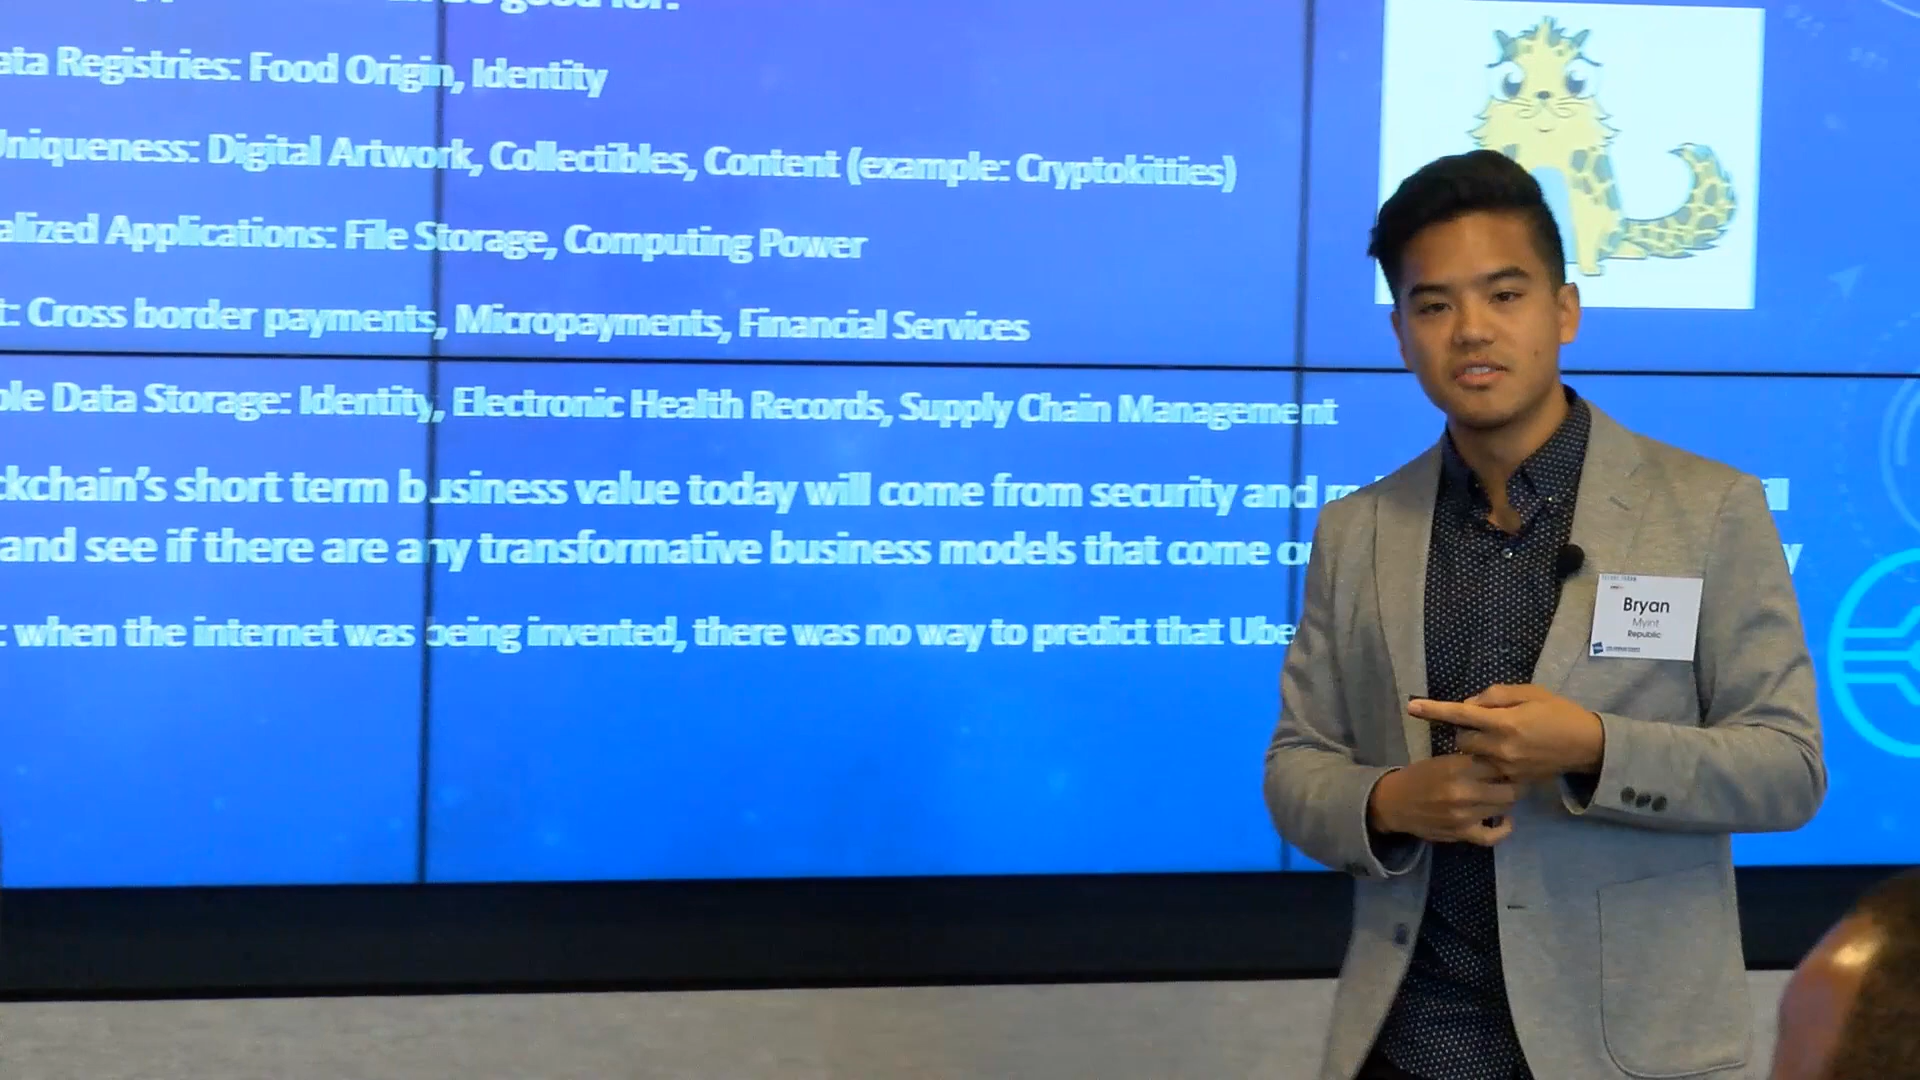 good for:
ata Registries: Food Origin, Identity
Uniqueness: Digital Artwork, Collectibles, Content (example: Cryptokitties)
alized Applications: File Storage, Computing Power
t: Cross border payments, Micropayments, Financial Services
ble Data Storage: Identity, Electronic Health Records, Supply Chain Management
ckchain's short term business value today will come from security and
and see if there are any transformative business models that come
when the internet was being invented, there was no way to predict that Ube
Bryan
Myint
Republic